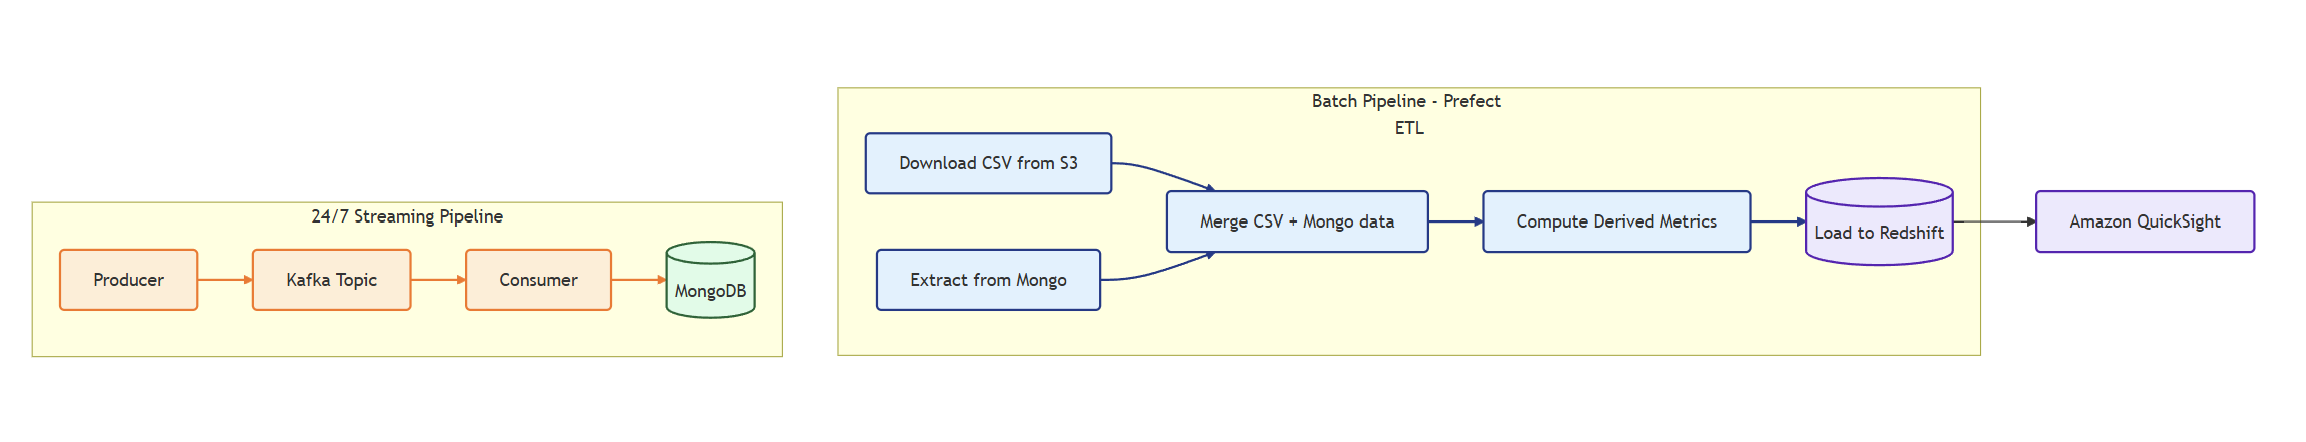 24/7 Streaming Pipeline
Producer
Kafka Topic
Consumer
MongoDB
Batch Pipeline - Prefect
ETL
Download CSV from S3
Extract from Mongo
Merge CSV + Mongo data
Compute Derived Metrics
Load to Redshift
Amazon QuickSight